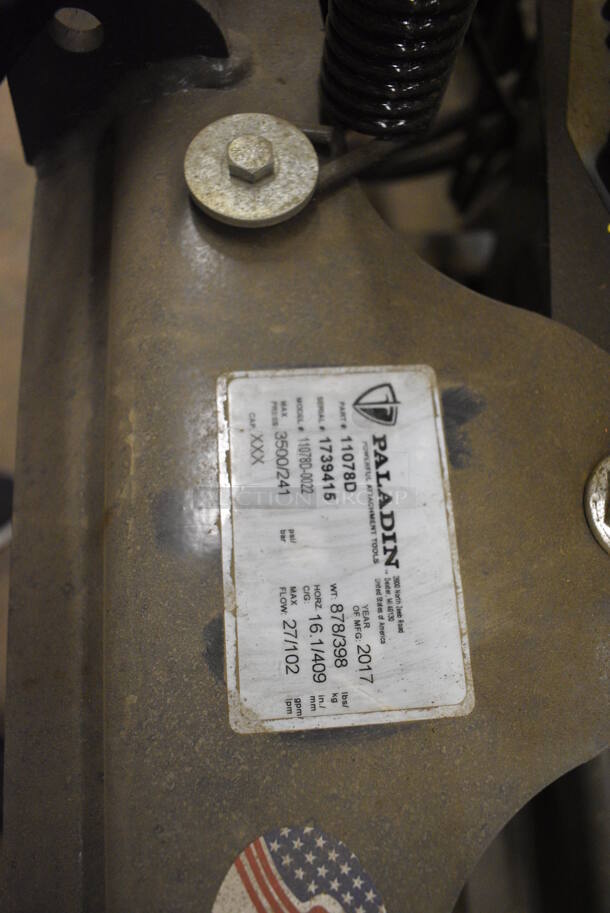 PALADIN
POWERFUL ATTACHMENT TOOLS
2800 North Zeeb Road
Dexter, MI 48130
United States of America
PART # 11078D
YEAR OF MFG: 2017
SERIAL # 1739415
WT: 878/398 lbs/ kg
MODEL # 11078D-0022
HORZ. C/G: 16.1/409 in./ mm
MAX PRESS: 3500/241 psi/ bar
MAX FLOW: 27/102 gpm/ lpm
CAP: XXX
AUCTION GROUP